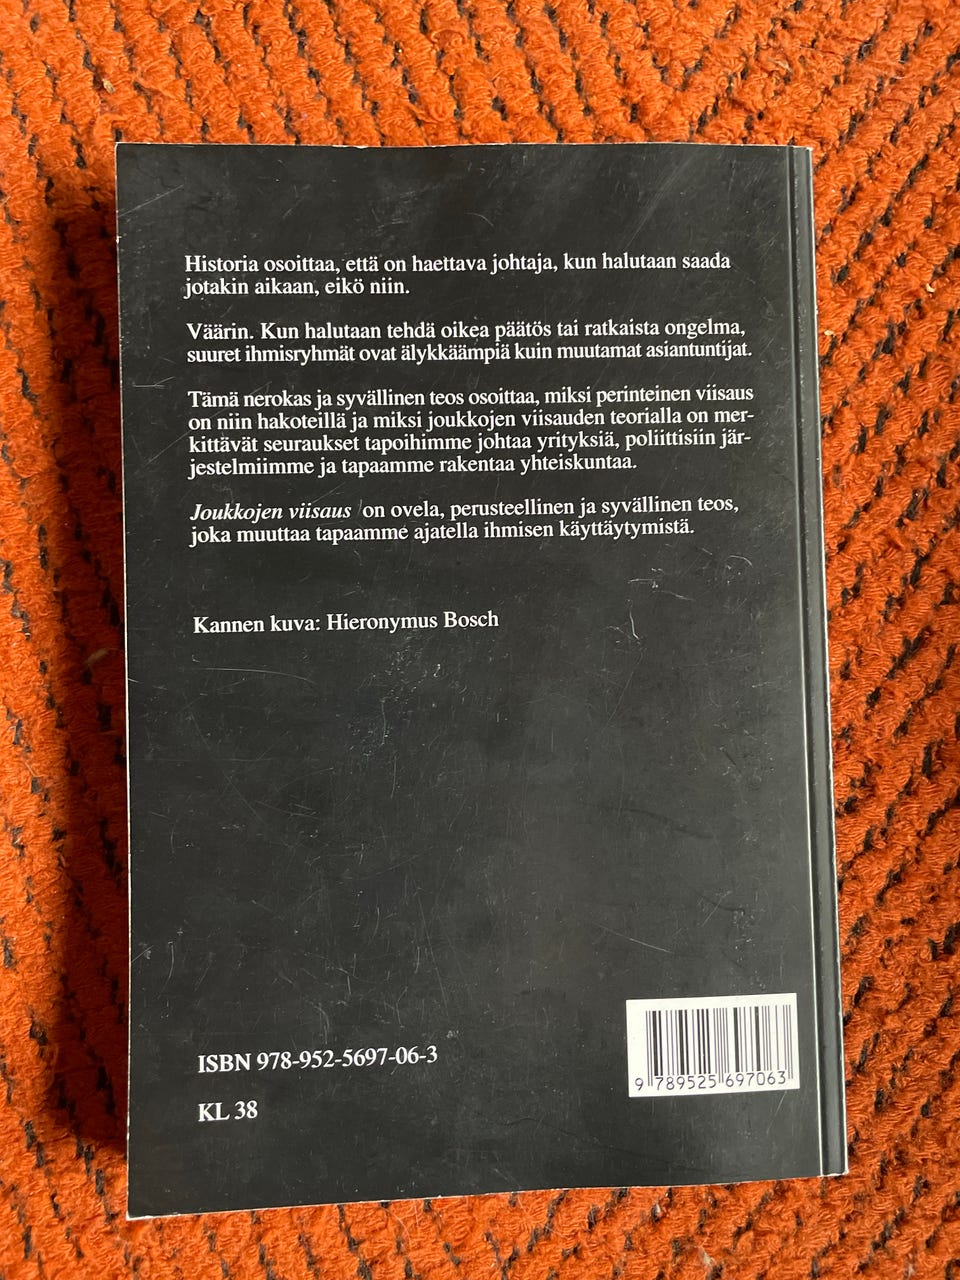 Historia osoittaa, että on haettava johtaja, kun halutaan saada
jotakin aikaan, eikö niin.
Väärin. Kun halutaan tehdä oikea päätös tai ratkaista ongelma,
suuret ihmisryhmät ovat älykkäämpiä kuin muutamat asiantuntijat.
Tämä nerokas ja syvällinen teos osoittaa, miksi perinteinen viisaus
on niin hakoteillä ja miksi joukkojen viisauden teorialla on mer-
kittävät seuraukset tapoihimme johtaa yrityksiä, poliittisiin jär-
jestelmiimme ja tapaamme rakentaa yhteiskuntaa.
Joukkojen viisaus on ovela, perusteellinen ja syvällinen teos,
joka muuttaa tapaamme ajatella ihmisen käyttäytymistä.
Kannen kuva: Hieronymus Bosch
ISBN 978-952-5697-06-3
KL 38
9 789525 697063